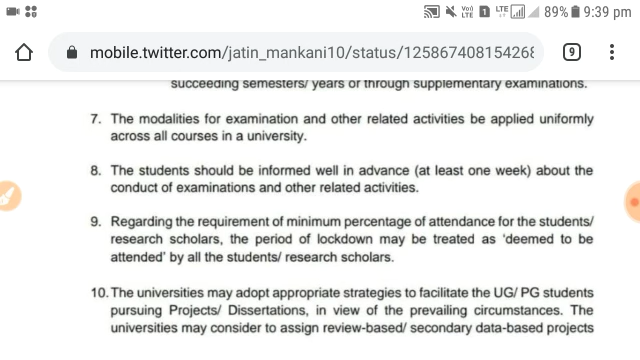 Vo)) LTE 1 LTE 89% 9:39 pm
mobile.twitter.com/jatin_mankani10/status/125867408154268 9
succeeding semesters/ years or through supplementary examinations.
7. The modalities for examination and other related activities be applied uniformly
across all courses in a university.
8. The students should be informed well in advance (at least one week) about the
conduct of examinations and other related activities.
9. Regarding the requirement of minimum percentage of attendance for the students/
research scholars, the period of lockdown may be treated as 'deemed to be
attended' by all the students/ research scholars.
10. The universities may adopt appropriate strategies to facilitate the UG/ PG students
pursuing Projects/ Dissertations, in view of the prevailing circumstances. The
universities may consider to assign review-based/ secondary data-based projects